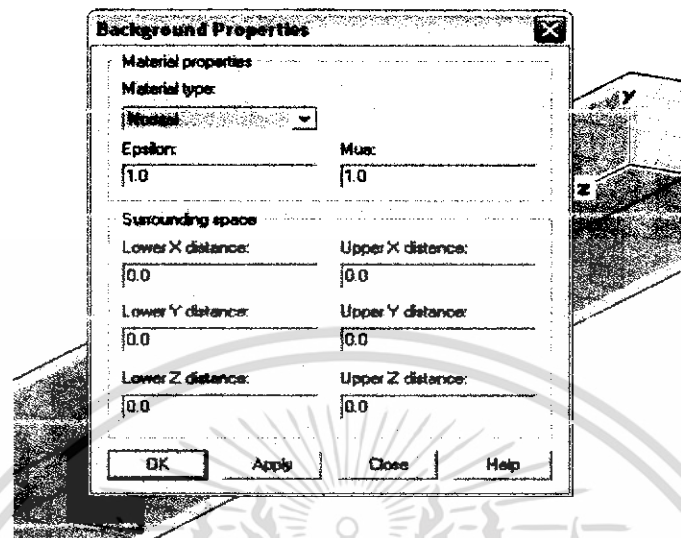 Background Properties
Material properties
Material type:
Normal
Epsilon: Mue:
1.0 1.0
Surrounding space
Lower X distance: Upper X distance:
0.0 0.0
Lower Y distance: Upper Y distance:
0.0 0.0
Lower Z distance: Upper Z distance:
0.0 0.0
OK Apply Close Help
y
z